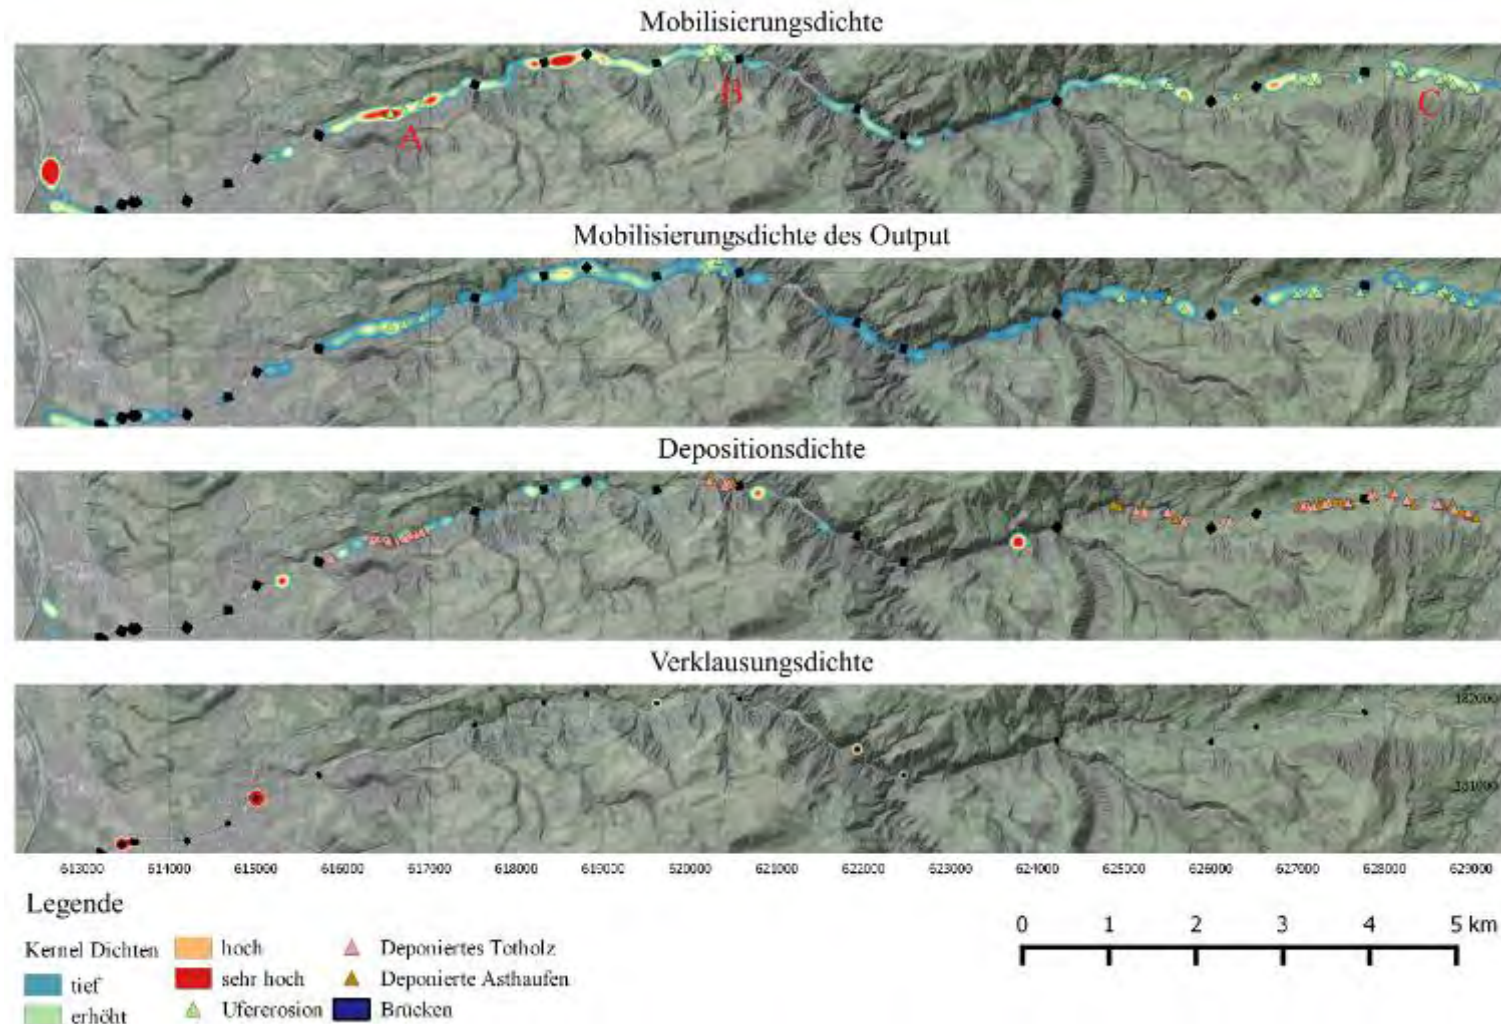 Mobilisierungsdichte
A
B
C
Mobilisierungsdichte des Output
Depositionsdichte
Verklausungsdichte
182000
181000
613000 614000 615000 616000 617000 618000 619000 620000 621000 622000 623000 624000 625000 626000 627000 628000 629000
Legende
Kernel Dichten
tief
erhöht
hoch
sehr hoch
Ufererosion
Deponiertes Totholz
Deponierte Asthaufen
Brücken
0 1 2 3 4 5 km